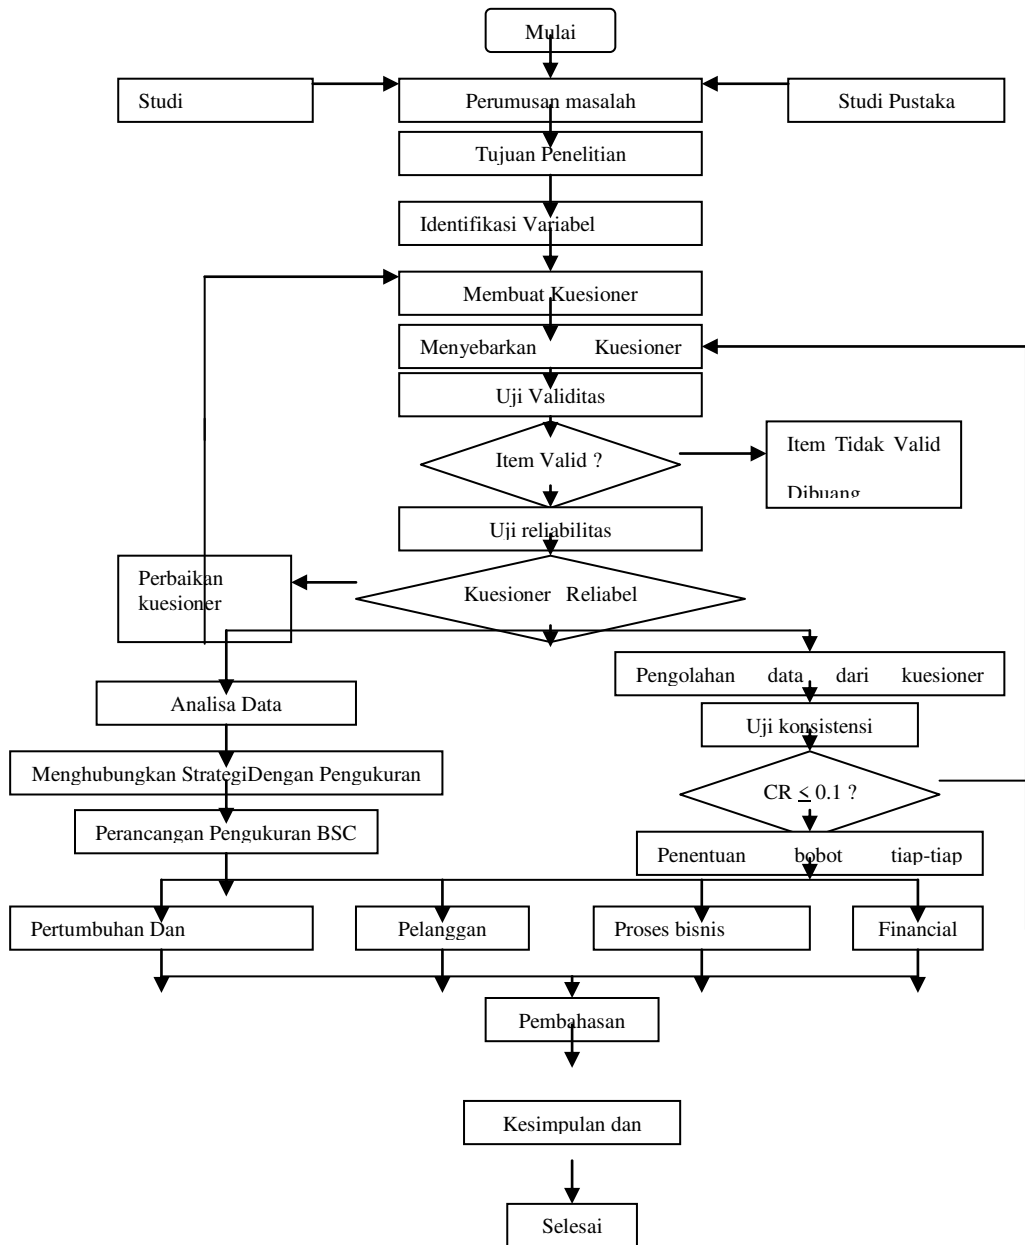 Mulai
Studi
Perumusan masalah
Studi Pustaka
Tujuan Penelitian
Identifikasi Variabel
Membuat Kuesioner
Menyebarkan Kuesioner
Uji Validitas
Item Valid ?
Item Tidak Valid
Dibuang
Uji reliabilitas
Perbaikan
kuesioner
Kuesioner Reliabel
Pengolahan data dari kuesioner
Analisa Data
Uji konsistensi
Menghubungkan StrategiDengan Pengukuran
CR ≤ 0.1 ?
Perancangan Pengukuran BSC
Penentuan bobot tiap-tiap
Pertumbuhan Dan
Pelanggan
Proses bisnis
Financial
Pembahasan
Kesimpulan dan
Selesai